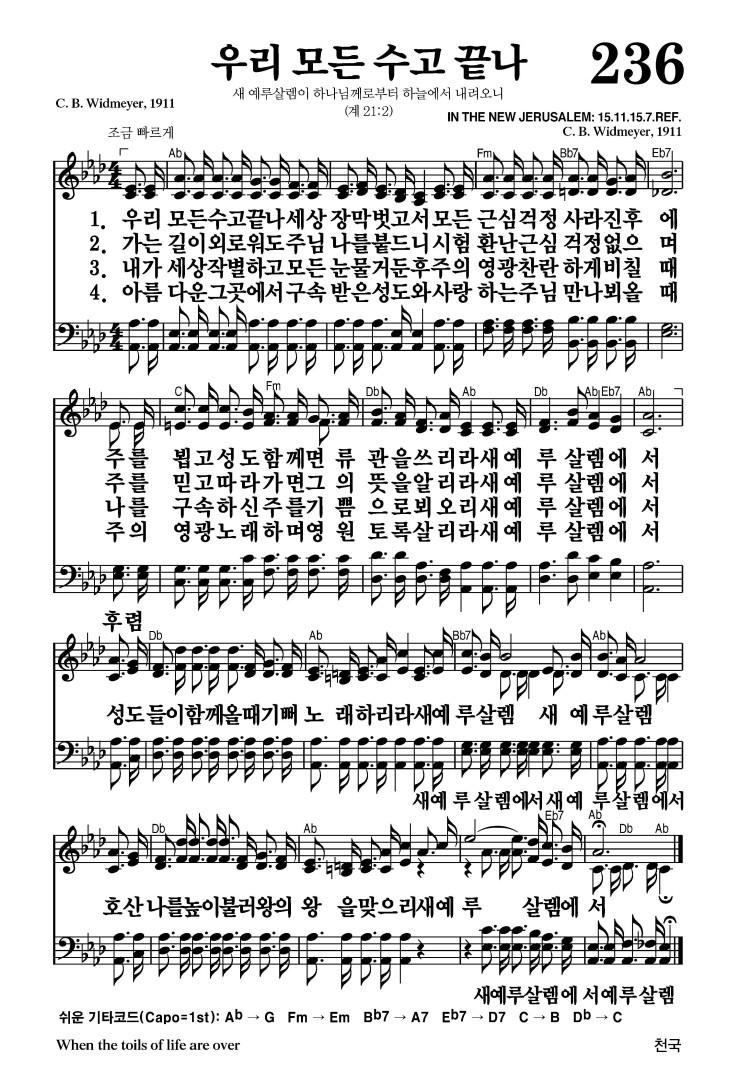 우리 모든 수고 끝나
236
새 예루살렘이 하나님께로부터 하늘에서 내려오니
(계 21:2)
C. B. Widmeyer, 1911
IN THE NEW JERUSALEM: 15.11.15.7.REF.
C. B. Widmeyer, 1911
조금 빠르게
Ab Fm Bb7 Eb7
4 4
1. 우리 모든수고끝나세상 장막벗고서모든 근심걱정 사라진후 에
2. 가는 길이외로워도주님 나를붙드니시험 환난근심 걱정없으 며
3. 내가 세상작별하고모든 눈물거둔후주의 영광찬란 하게비칠 때
4. 아름 다운그곳에서구속 받은성도와사랑 하는주님 만나뵈올 때
4 4
C Fm Db Ab Db Ab Eb7 Ab
주를 뵙고성도함께면 류 관을쓰리라새예 루 살렘에 서
주를 믿고따라가면그 의 뜻을알리라새예 루 살렘에 서
나를 구속하신주를기 쁨 으로뵈오리새예 루 살렘에 서
주의 영광노래하며영 원 토록살리라새예 루 살렘에 서
후렴
Db Ab Bb7 Ab
성도들이함께올때기뻐 노 래하리라새예 루살렘 새 예루살렘
새예 루살렘에서새예 루살렘에서
Db Ab Eb7 Ab Db Ab
호산나를높이불러왕의 왕 을맞으리새예 루 살렘에 서
새예루살렘에 서예루살렘
쉬운 기타코드(Capo=1st): Ab → G Fm → Em Bb7 → A7 Eb7 → D7 C → B Db → C
When the toils of life are over
천국